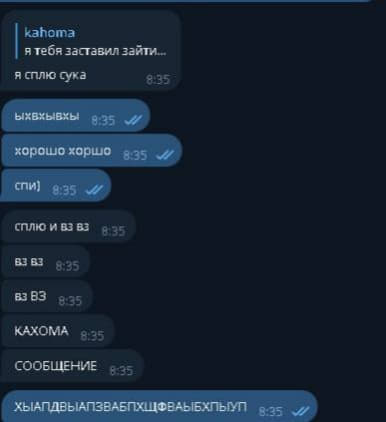 kahoma
я тебя заставил зайти...
я сплю сука
8:35
ыхвхывхы 8:35
хорошо хоршо 8:35
спи] 8:35
сплю и вз вз 8:35
вз вз 8:35
вз ВЗ 8:35
КАХОМА 8:35
СООБЩЕНИЕ 8:35
ХЫАПДВЫАПЗВАБПХЩФВАЫБХПЫУП 8:35